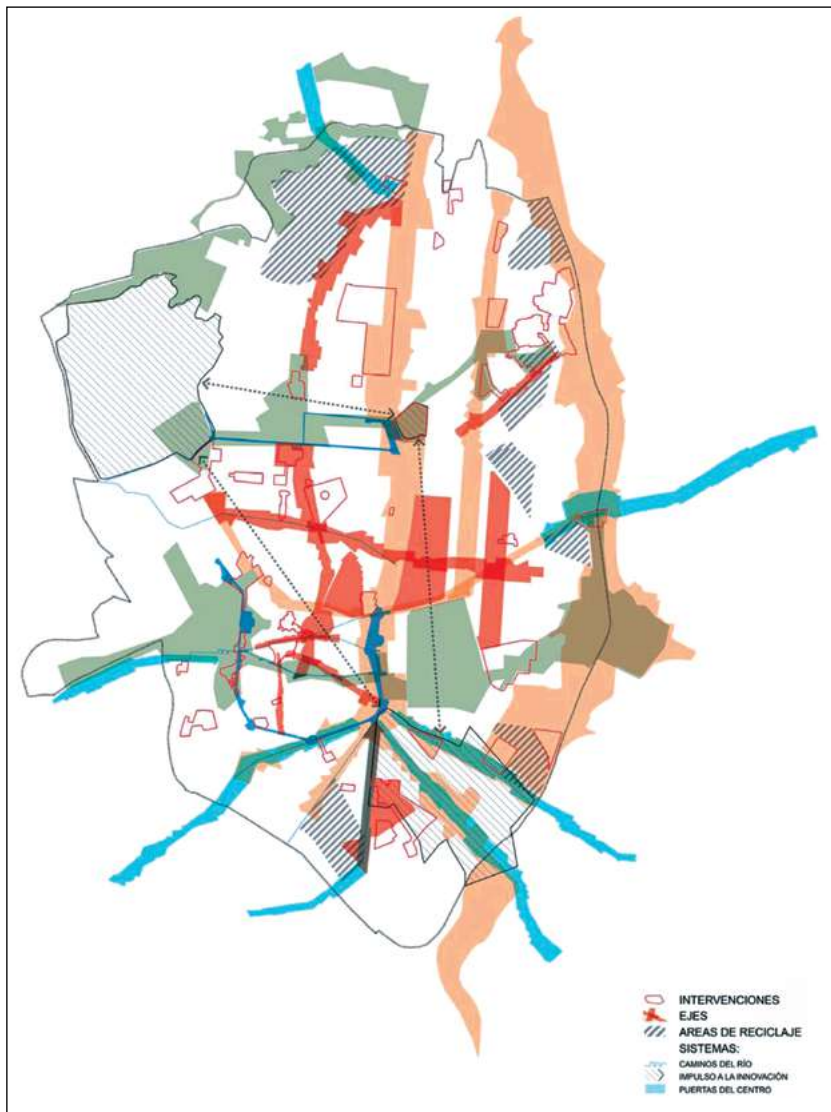 INTERVENCIONES
EJES
AREAS DE RECICLAJE
SISTEMAS:
CAMINOS DEL RÍO
IMPULSO A LA INNOVACIÓN
PUERTAS DEL CENTRO